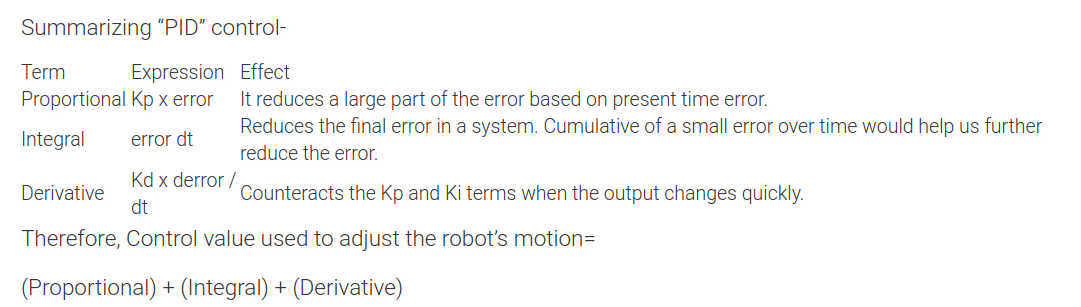 Summarizing “PID” control-
Term Expression Effect
Proportional Kp x error It reduces a large part of the error based on present time error.
Integral error dt Reduces the final error in a system. Cumulative of a small error over time would help us further
reduce the error.
Derivative Kd x derror / dt Counteracts the Kp and Ki terms when the output changes quickly.
Therefore, Control value used to adjust the robot’s motion=
(Proportional) + (Integral) + (Derivative)